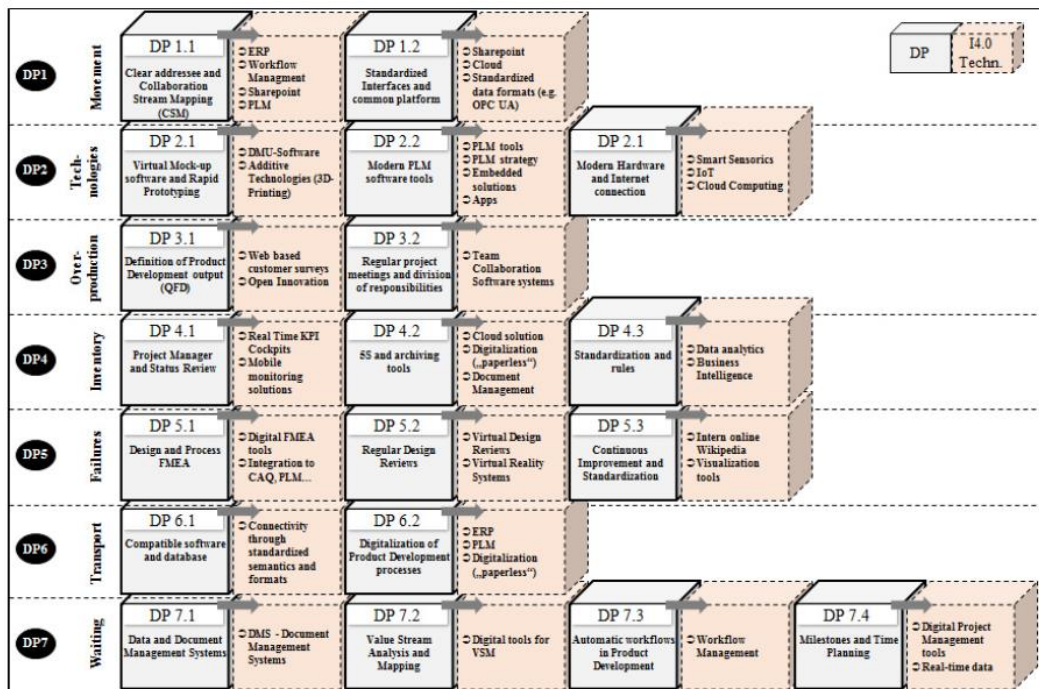 DP
I4.0
Techn.
DP1
Movement
DP 1.1
Clear addressee and
Collaboration
Stream Mapping
(CSM)
➲ERP
➲Workflow
Managment
➲Sharepoint
➲PLM
DP 1.2
Standardized
Interfaces and
common platform
➲Sharepoint
➲Cloud
➲Standardized
data formats (e.g.
OPC UA)
DP2
Tech-
nologies
DP 2.1
Virtual Mock-up
software and Rapid
Prototyping
➲DMU-Software
➲Additive
Technologies (3D-
Printing)
DP 2.2
Modern PLM
software tools
➲PLM tools
➲PLM strategy
➲Embedded
solutions
➲Apps
DP 2.1
Modern Hardware
and Internet
connection
➲Smart Sensorics
➲IoT
➲Cloud Computing
DP3
Over-
production
DP 3.1
Definition of Product
Development output
(QFD)
➲Web based
customer surveys
➲Open Innovation
DP 3.2
Regular project
meetings and division
of responsibilities
➲Team
Collaboration
Software systems
DP4
Inventory
DP 4.1
Project Manager
and Status Review
➲Real Time KPI
Cockpits
➲Mobile
monitoring
solutions
DP 4.2
5S and archiving
tools
➲Cloud solution
➲Digitalization
(„paperless“)
➲Document
Management
DP 4.3
Standardization and
rules
➲Data analytics
➲Business
Intelligence
DP5
Failures
DP 5.1
Design and Process
FMEA
➲Digital FMEA
tools
➲Integration to
CAQ, PLM...
DP 5.2
Regular Design
Reviews
➲Virtual Design
Reviews
➲Virtual Reality
Systems
DP 5.3
Continuous
Improvement and
Standardization
➲Intern online
Wikipedia
➲Visualization
tools
DP6
Transport
DP 6.1
Compatible software
and database
➲Connectivity
through
standardized
semantics and
formats
DP 6.2
Digitalization of
Product Development
processes
➲ERP
➲PLM
➲Digitalization
(„paperless“)
DP7
Waiting
DP 7.1
Data and Document
Management Systems
➲DMS - Document
Management
Systems
DP 7.2
Value Stream
Analysis and
Mapping
➲Digital tools for
VSM
DP 7.3
Automatic workflows
in Product
Development
➲Workflow
Management
DP 7.4
Milestones and Time
Planning
➲Digital Project
Management
tools
➲Real-time data